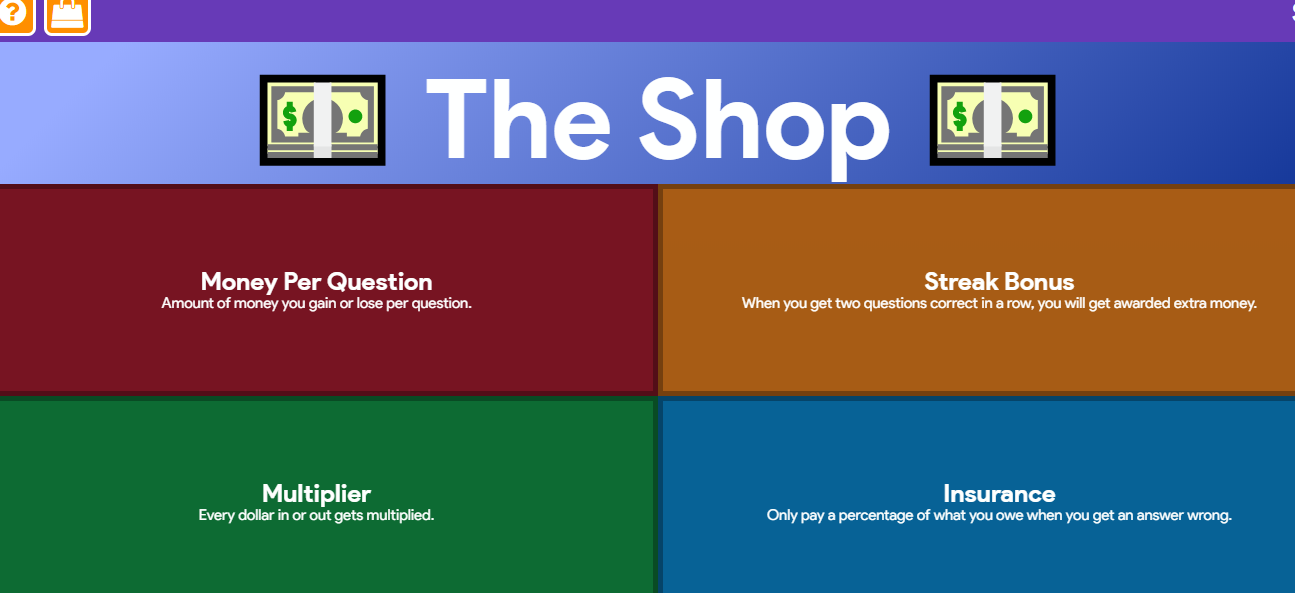 ?
The Shop
Money Per Question
Amount of money you gain or lose per question.
Streak Bonus
When you get two questions correct in a row, you will get awarded extra money.
Multiplier
Every dollar in or out gets multiplied.
Insurance
Only pay a percentage of what you owe when you get an answer wrong.